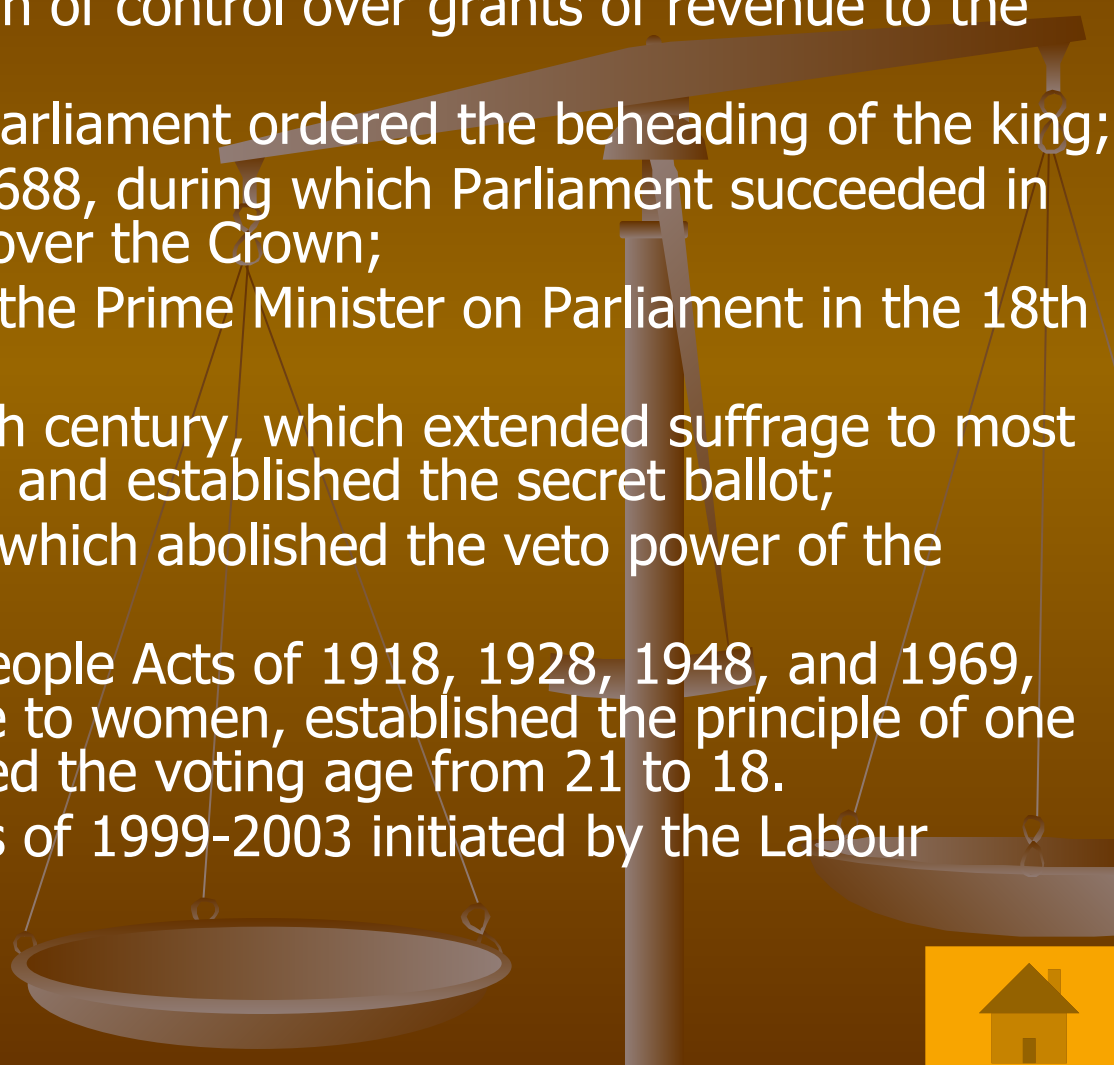 n of control over grants of revenue to the
arliament ordered the beheading of the king;
688, during which Parliament succeeded in
over the Crown;
the Prime Minister on Parliament in the 18th
h century, which extended suffrage to most
and established the secret ballot;
which abolished the veto power of the
eople Acts of 1918, 1928, 1948, and 1969,
e to women, established the principle of one
ed the voting age from 21 to 18.
s of 1999-2003 initiated by the Labour